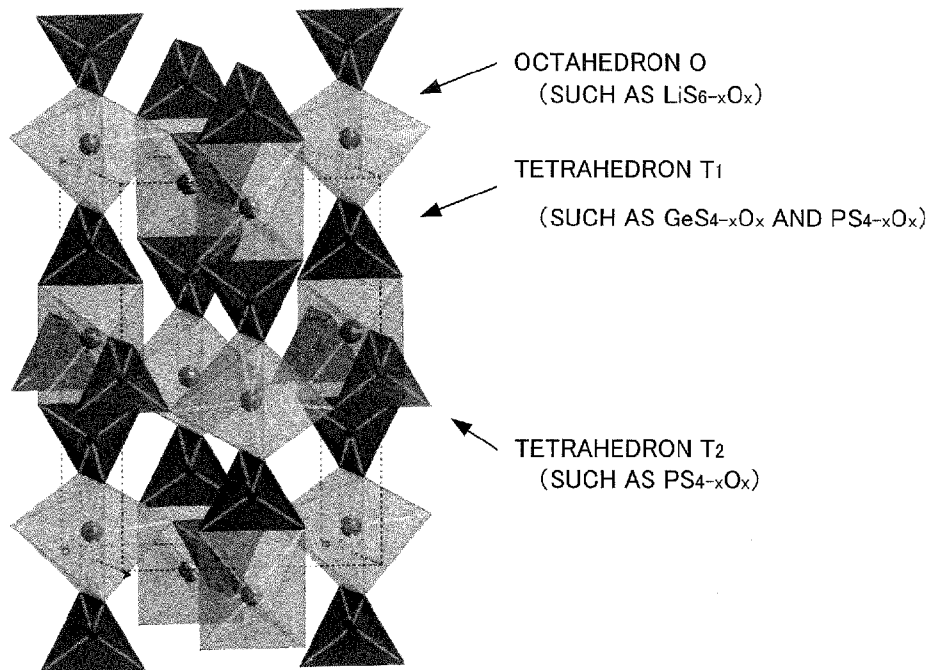 OCTAHEDRON O
(SUCH AS LiS₆₋ₓOₓ)
TETRAHEDRON T₁
(SUCH AS GeS₄₋ₓOₓ AND PS₄₋ₓOₓ)
TETRAHEDRON T₂
(SUCH AS PS₄₋ₓOₓ)